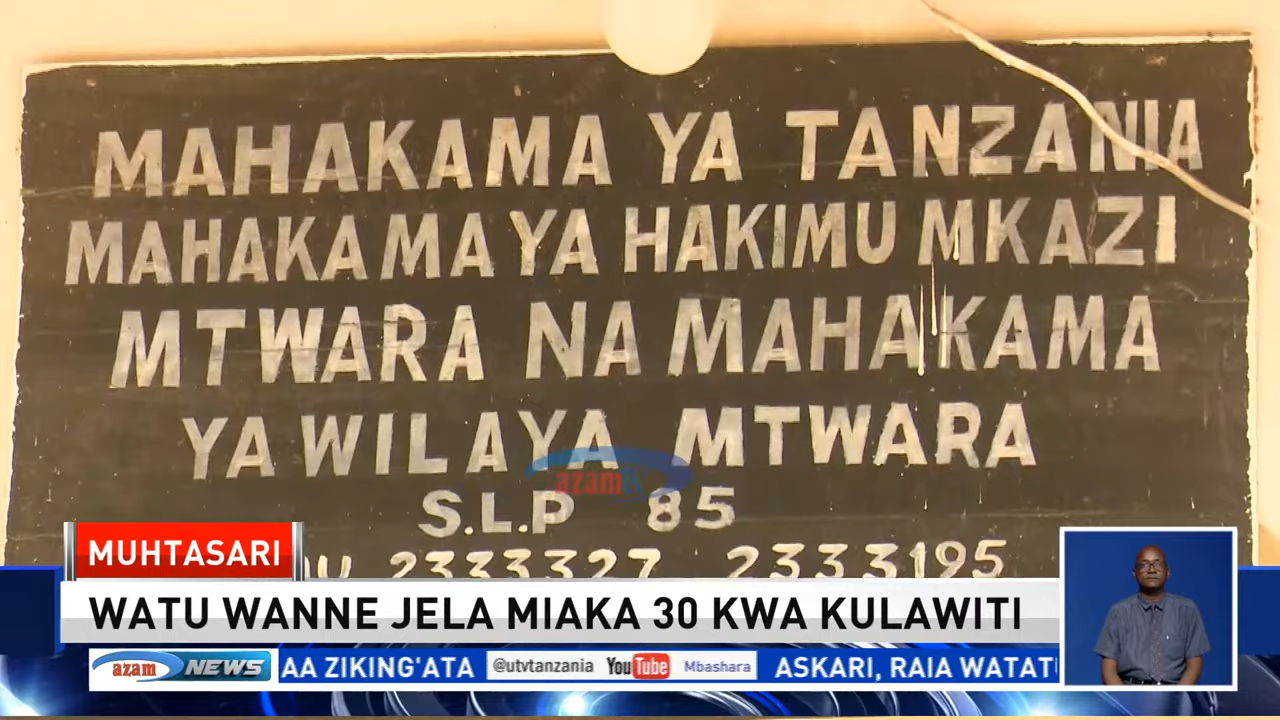 MAHAKAMA YA TANZANIA
MAHAKAMA YA HAKIMU MKAZI
MTWARA NA MAHAKAMA
YA WILAYA MTWARA
S.L.P 85
2333327 2333195
azam
MUHTASARI
WATU WANNE JELA MIAKA 30 KWA KULAWITI
azam NEWS AA ZIKING'ATA @utvtanzania YouTube Mbashara ASKARI, RAIA WATATU